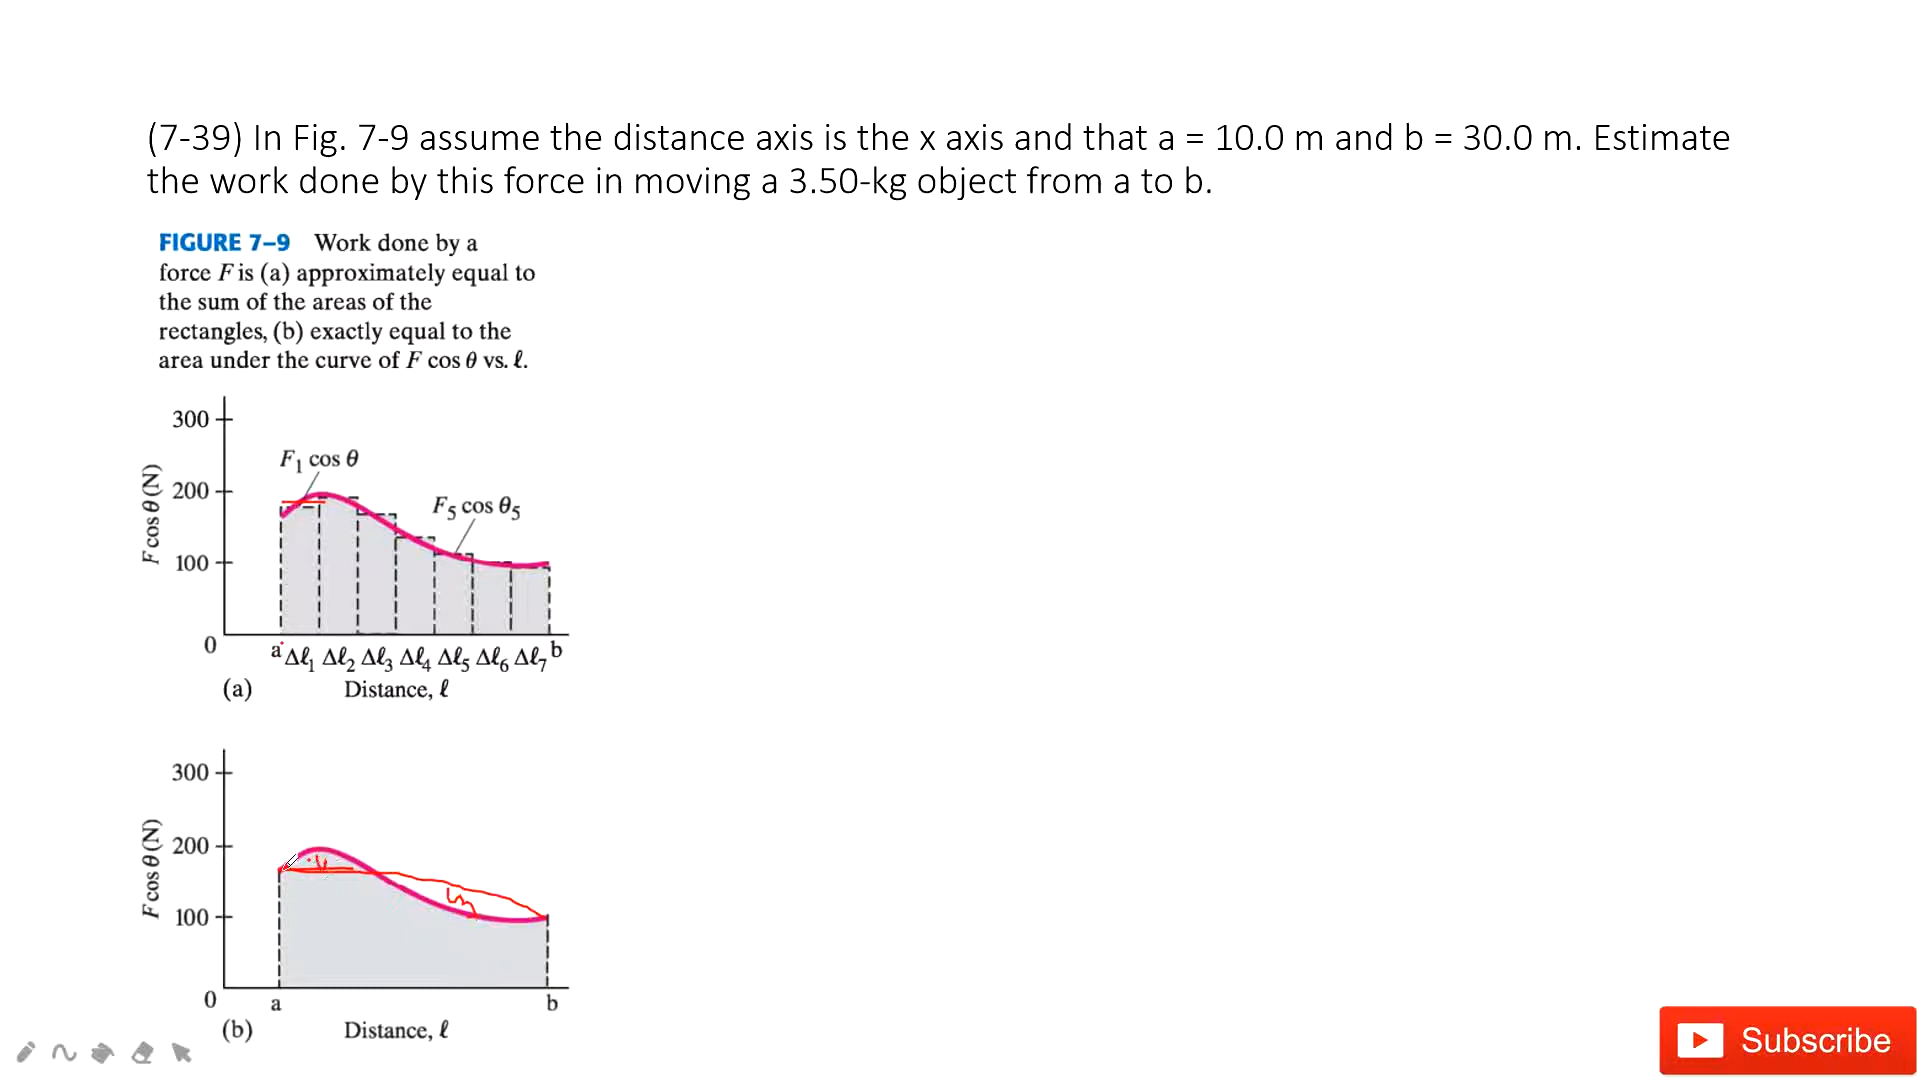 (7-39) In Fig. 7-9 assume the distance axis is the x axis and that a = 10.0 m and b = 30.0 m. Estimate
the work done by this force in moving a 3.50-kg object from a to b.
FIGURE 7–9 Work done by a
force F is (a) approximately equal to
the sum of the areas of the
rectangles, (b) exactly equal to the
area under the curve of F cos θ vs. ℓ.
300
F₁ cos θ
200
F₅ cos θ₅
F cos θ (N)
100
0
a Δℓ₁ Δℓ₂ Δℓ₃ Δℓ₄ Δℓ₅ Δℓ₆ Δℓ₇ b
(a) Distance, ℓ
300
200
F cos θ (N)
100
0
a b
(b) Distance, ℓ
Subscribe